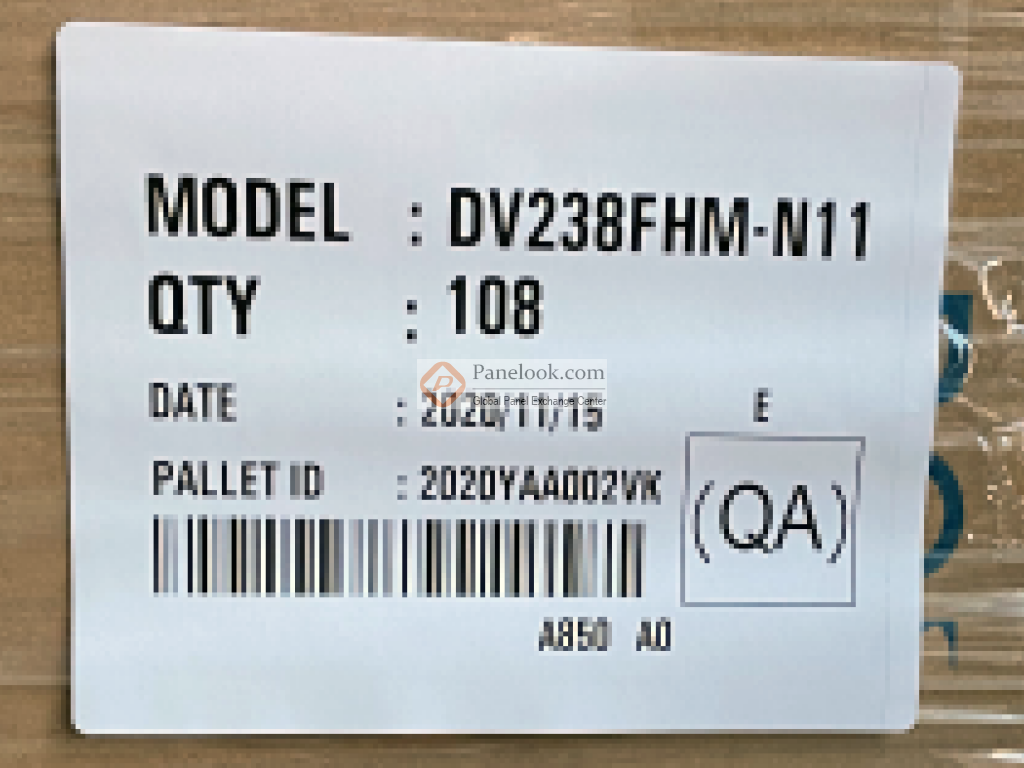 MODEL : DV238FHM-N11
QTY : 108
Panelook.com
Global Panel Exchange Center
DATE : 2020/11/15 E
PALLET ID : 2020YAA002VK
(QA)
A850 A0